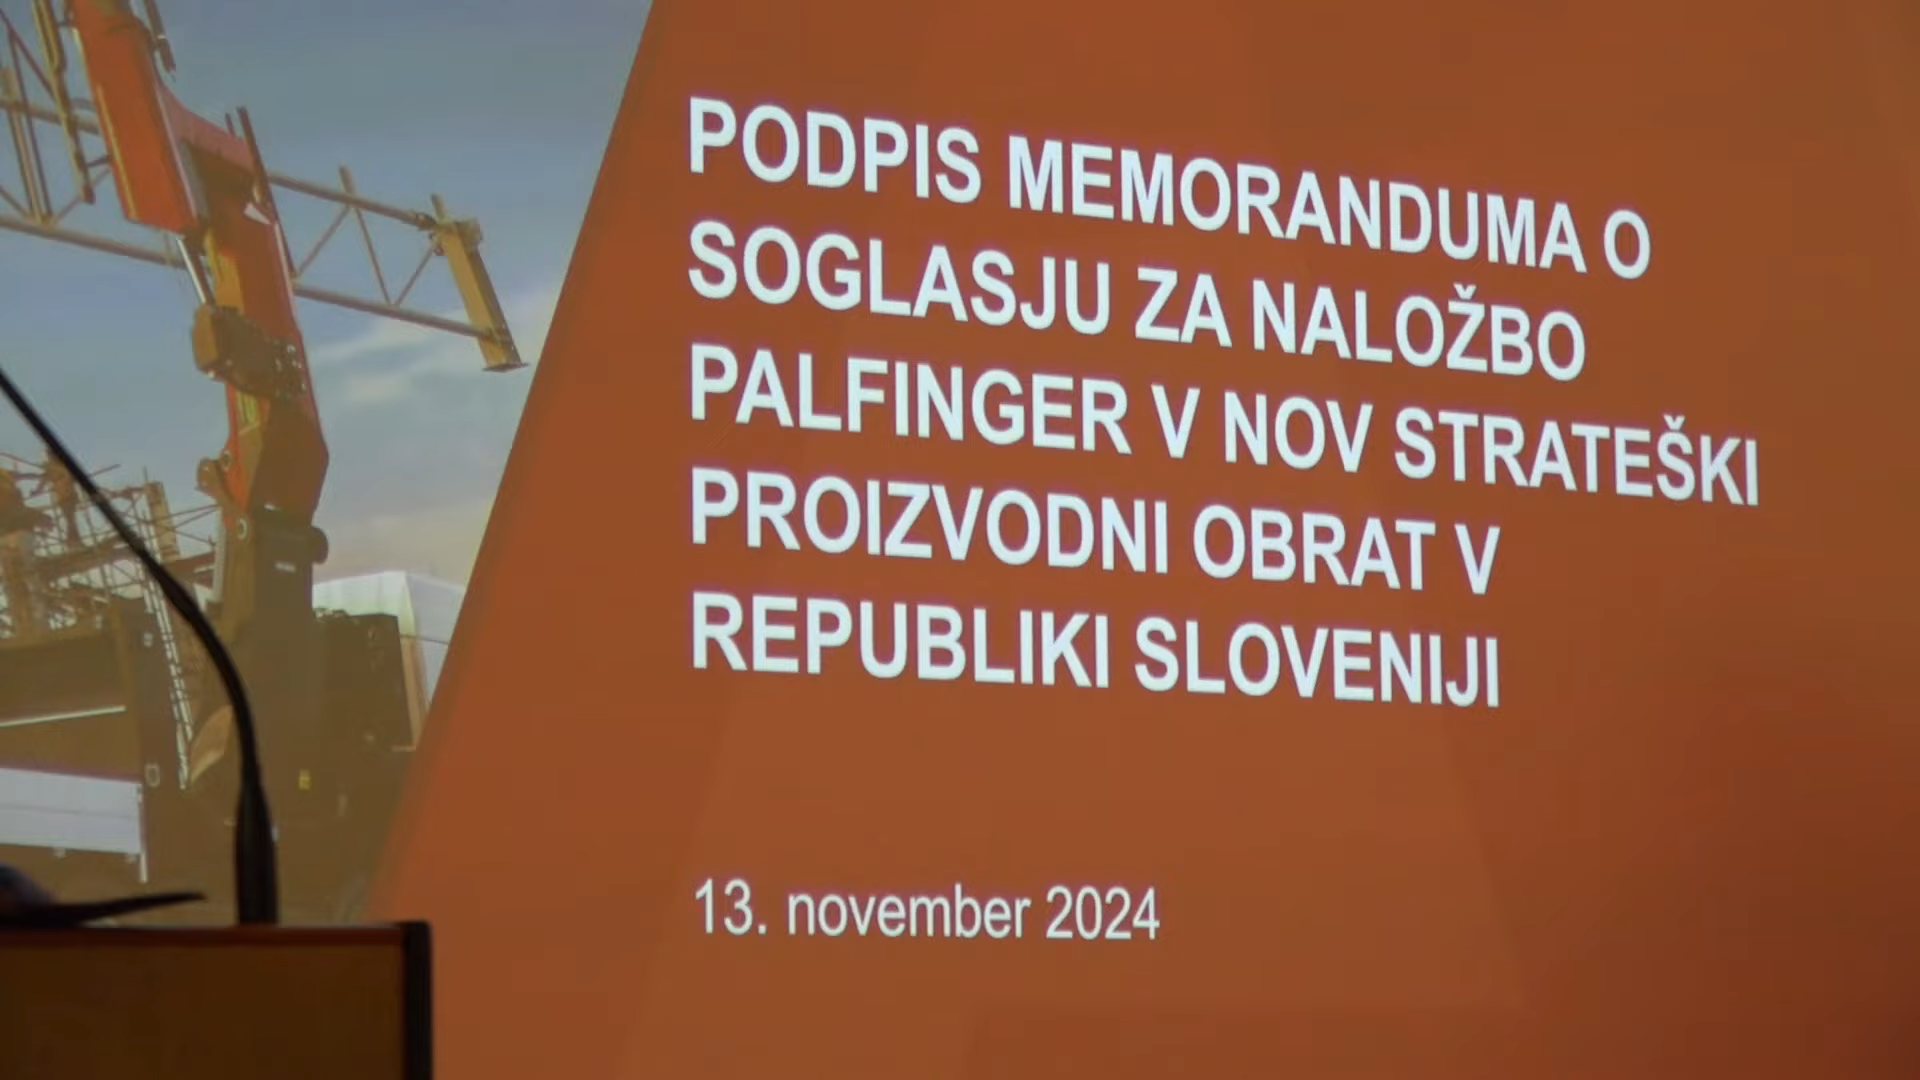 PODPIS MEMORANDUMA O
SOGLASJU ZA NALOŽBO
PALFINGER V NOV STRATEŠKI
PROIZVODNI OBRAT V
REPUBLIKI SLOVENIJI
13. november 2024